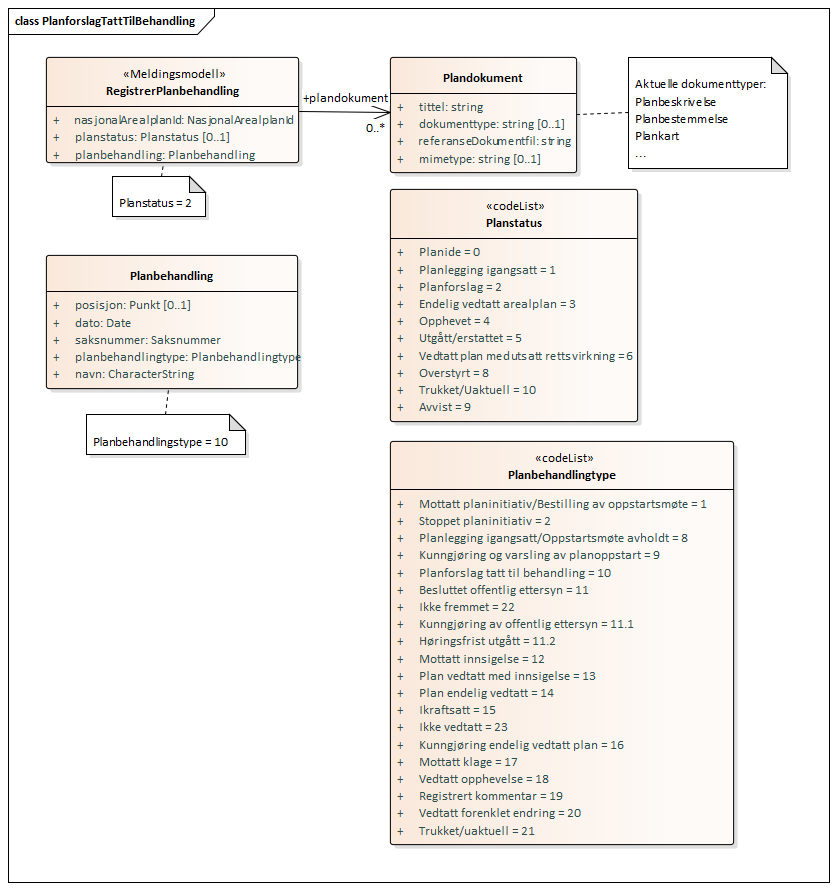 class PlanforslagTattTilBehandling
«Meldingsmodell»
RegistrerPlanbehandling
+ nasjonalArealplanId: NasjonalArealplanId
+ planstatus: Planstatus [0..1]
+ planbehandling: Planbehandling
+plandokument
0..*
Plandokument
+ tittel: string
+ dokumenttype: string [0..1]
+ referanseDokumentfil: string
+ mimetype: string [0..1]
Aktuelle dokumenttyper:
Planbeskrivelse
Planbestemmelse
Plankart
...
Planstatus = 2
«codeList»
Planstatus
+ Planide = 0
+ Planlegging igangsatt = 1
+ Planforslag = 2
+ Endelig vedtatt arealplan = 3
+ Opphevet = 4
+ Utgått/erstattet = 5
+ Vedtatt plan med utsatt rettsvirkning = 6
+ Overstyrt = 8
+ Trukket/Uaktuell = 10
+ Avvist = 9
Planbehandling
+ posisjon: Punkt [0..1]
+ dato: Date
+ saksnummer: Saksnummer
+ planbehandlingtype: Planbehandlingtype
+ navn: CharacterString
Planbehandlingstype = 10
«codeList»
Planbehandlingtype
+ Mottatt planinitiativ/Bestilling av oppstartsmøte = 1
+ Stoppet planinitiativ = 2
+ Planlegging igangsatt/Oppstartsmøte avholdt = 8
+ Kunngjøring og varsling av planoppstart = 9
+ Planforslag tatt til behandling = 10
+ Besluttet offentlig ettersyn = 11
+ Ikke fremmet = 22
+ Kunngjøring av offentlig ettersyn = 11.1
+ Høringsfrist utgått = 11.2
+ Mottatt innsigelse = 12
+ Plan vedtatt med innsigelse = 13
+ Plan endelig vedtatt = 14
+ Ikraftsatt = 15
+ Ikke vedtatt = 23
+ Kunngjøring endelig vedtatt plan = 16
+ Mottatt klage = 17
+ Vedtatt opphevelse = 18
+ Registrert kommentar = 19
+ Vedtatt forenklet endring = 20
+ Trukket/uaktuell = 21